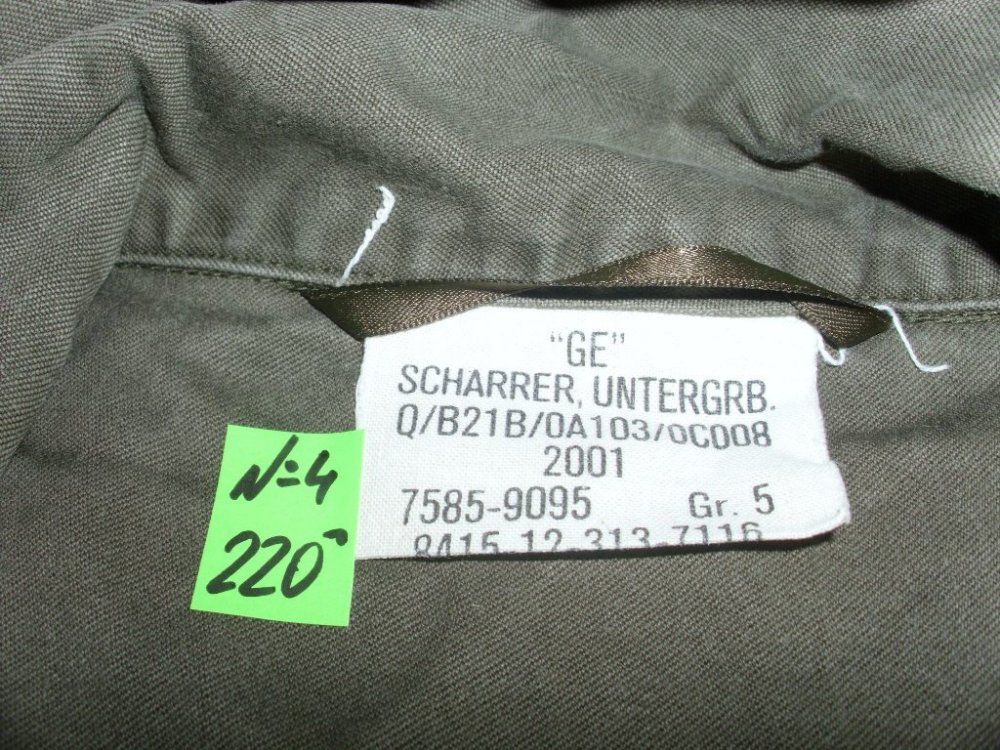 "GE"
SCHARRER, UNTERGRB.
Q/B21B/0A103/0C008
2001
7585-9095 Gr. 5
8415-12-313-7116
N=4
220